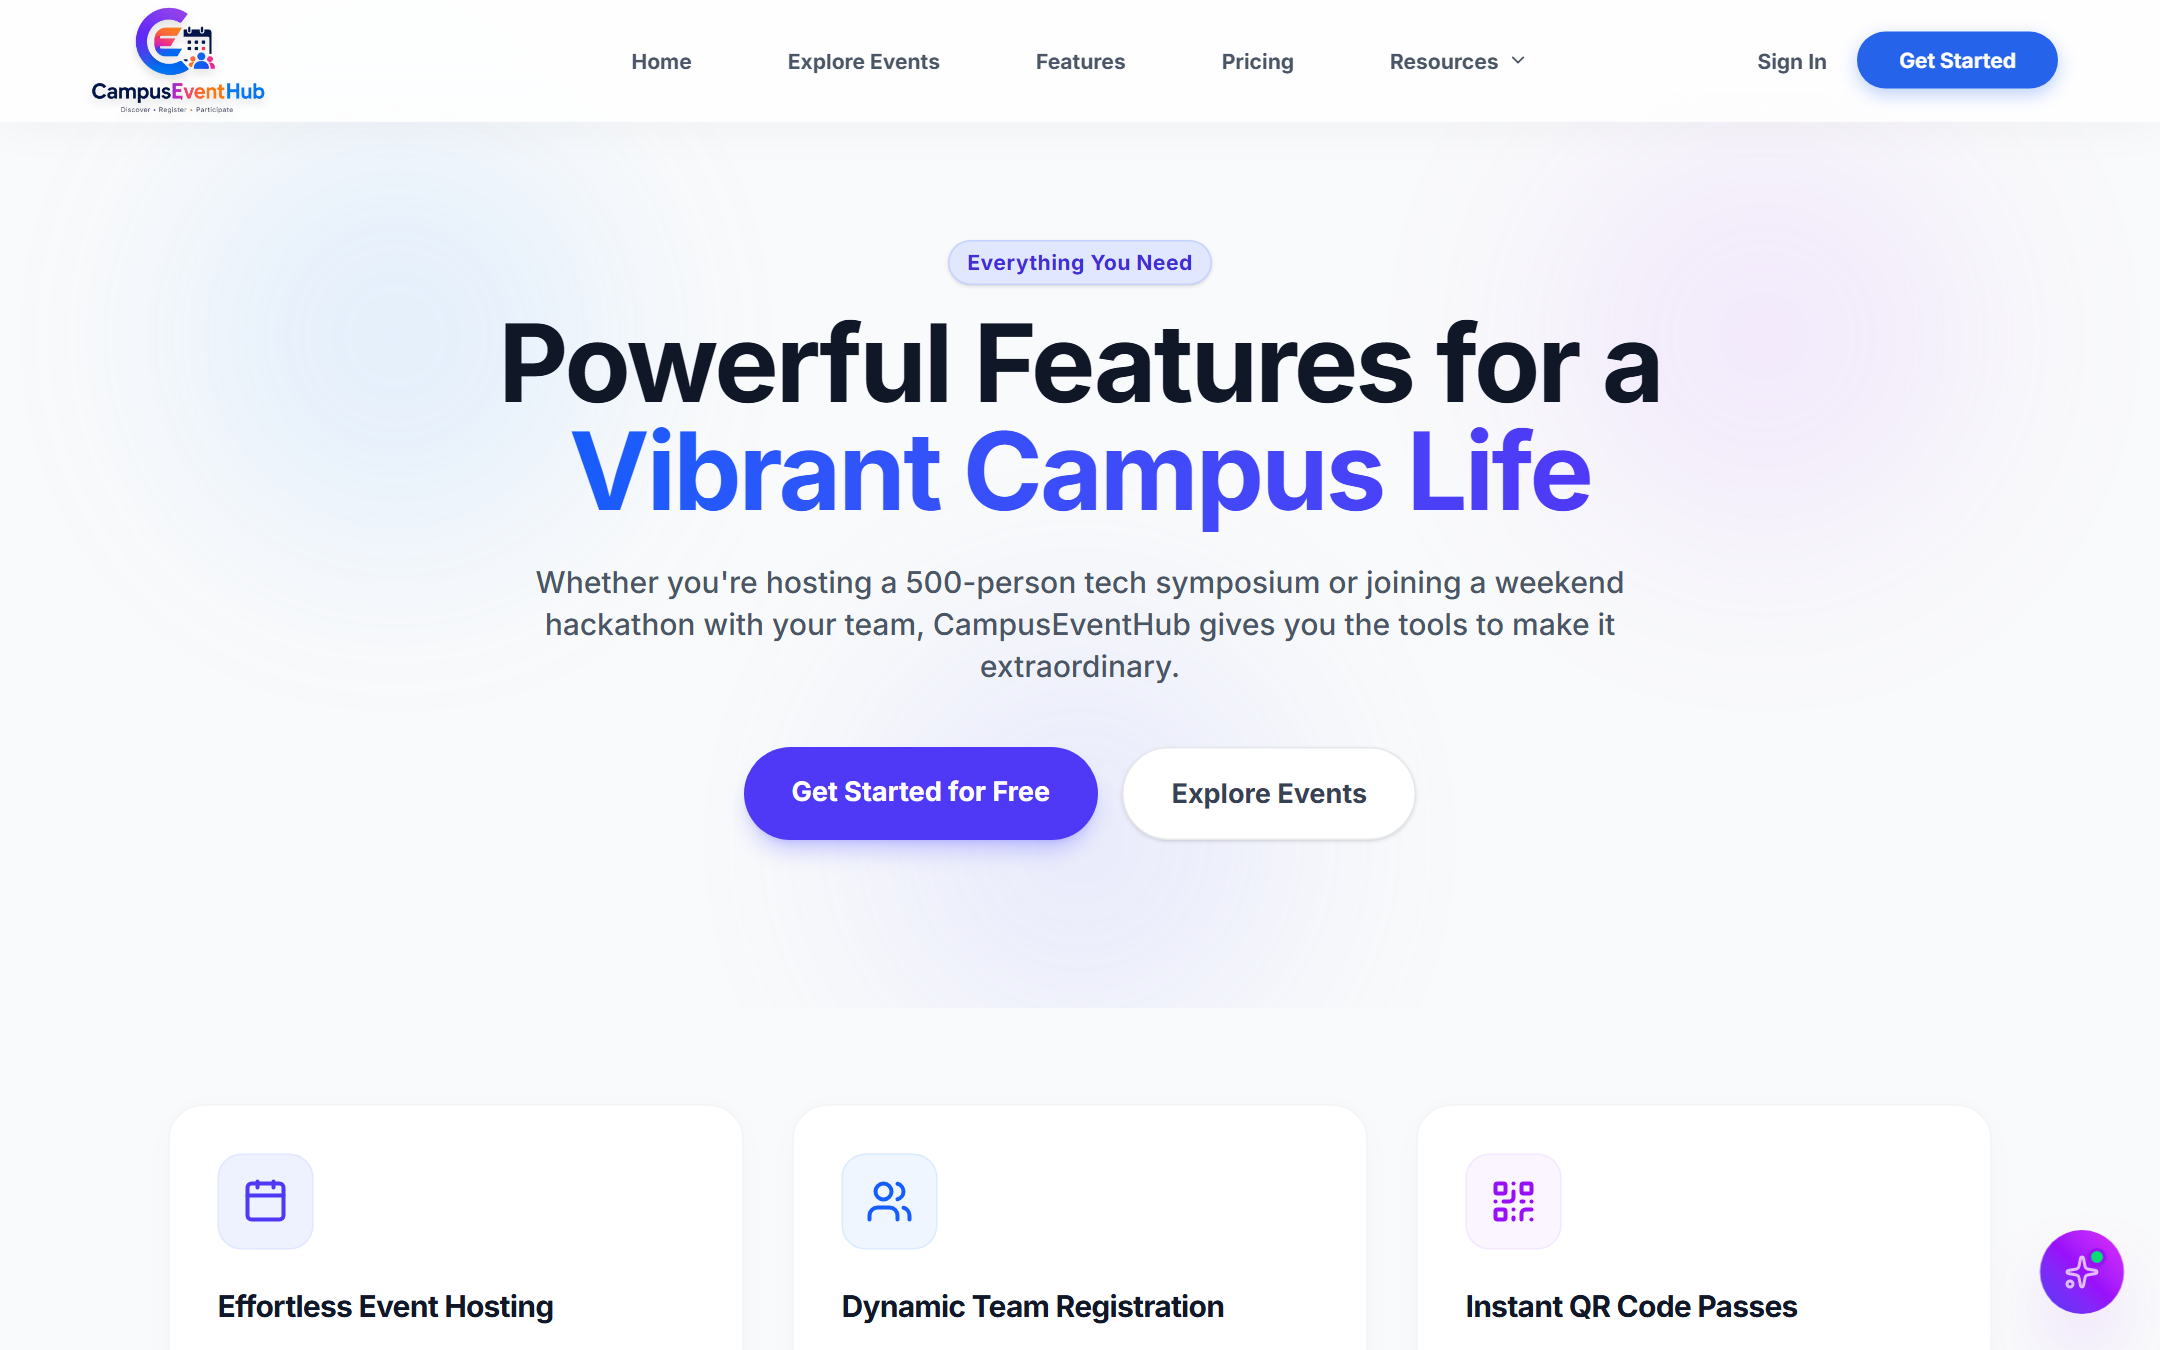 CampusEventHub
Discover • Register • Participate
Home
Explore Events
Features
Pricing
Resources
Sign In
Get Started
Everything You Need
Powerful Features for a
Vibrant Campus Life
Whether you're hosting a 500-person tech symposium or joining a weekend
hackathon with your team, CampusEventHub gives you the tools to make it
extraordinary.
Get Started for Free
Explore Events
Effortless Event Hosting
Dynamic Team Registration
Instant QR Code Passes